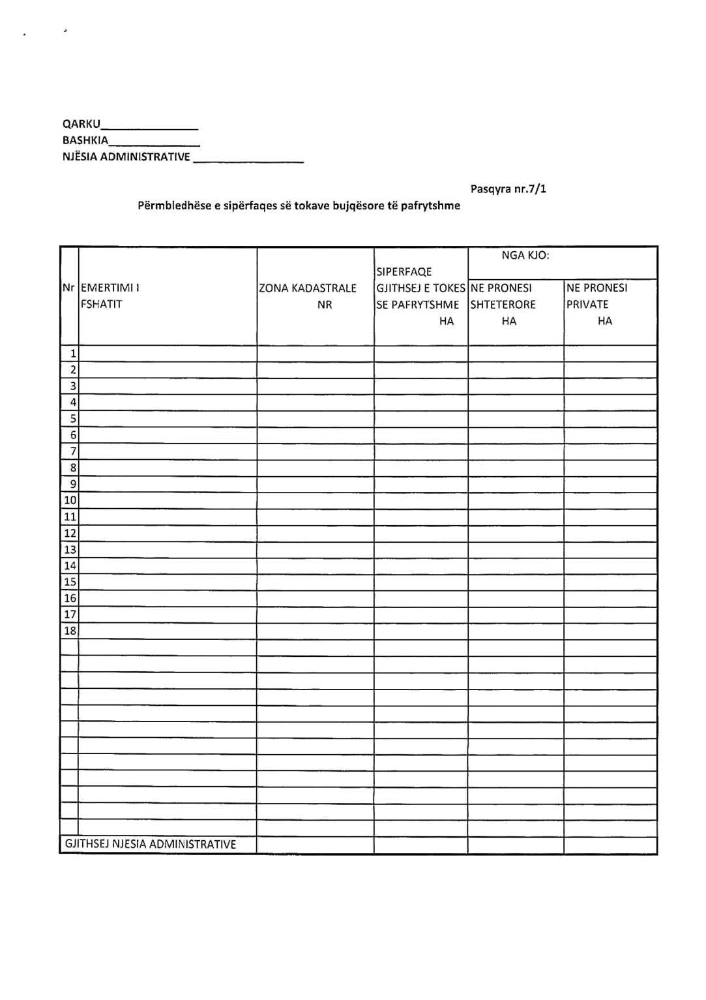 QARKU
BASHKIA
NJËSIA ADMINISTRATIVE
Pasqyra nr.7/1
Përmbledhëse e sipërfaqes së tokave bujqësore të pafrytshme
NGA KJO:
Nr EMERTIMI I FSHATIT
ZONA KADASTRALE NR
SIPERFAQE GJITHSEJ E TOKES SE PAFRYTSHME HA
NE PRONESI SHTETERORE HA
NE PRONESI PRIVATE HA
1
2
3
4
5
6
7
8
9
10
11
12
13
14
15
16
17
18
GJITHSEJ NJESIA ADMINISTRATIVE